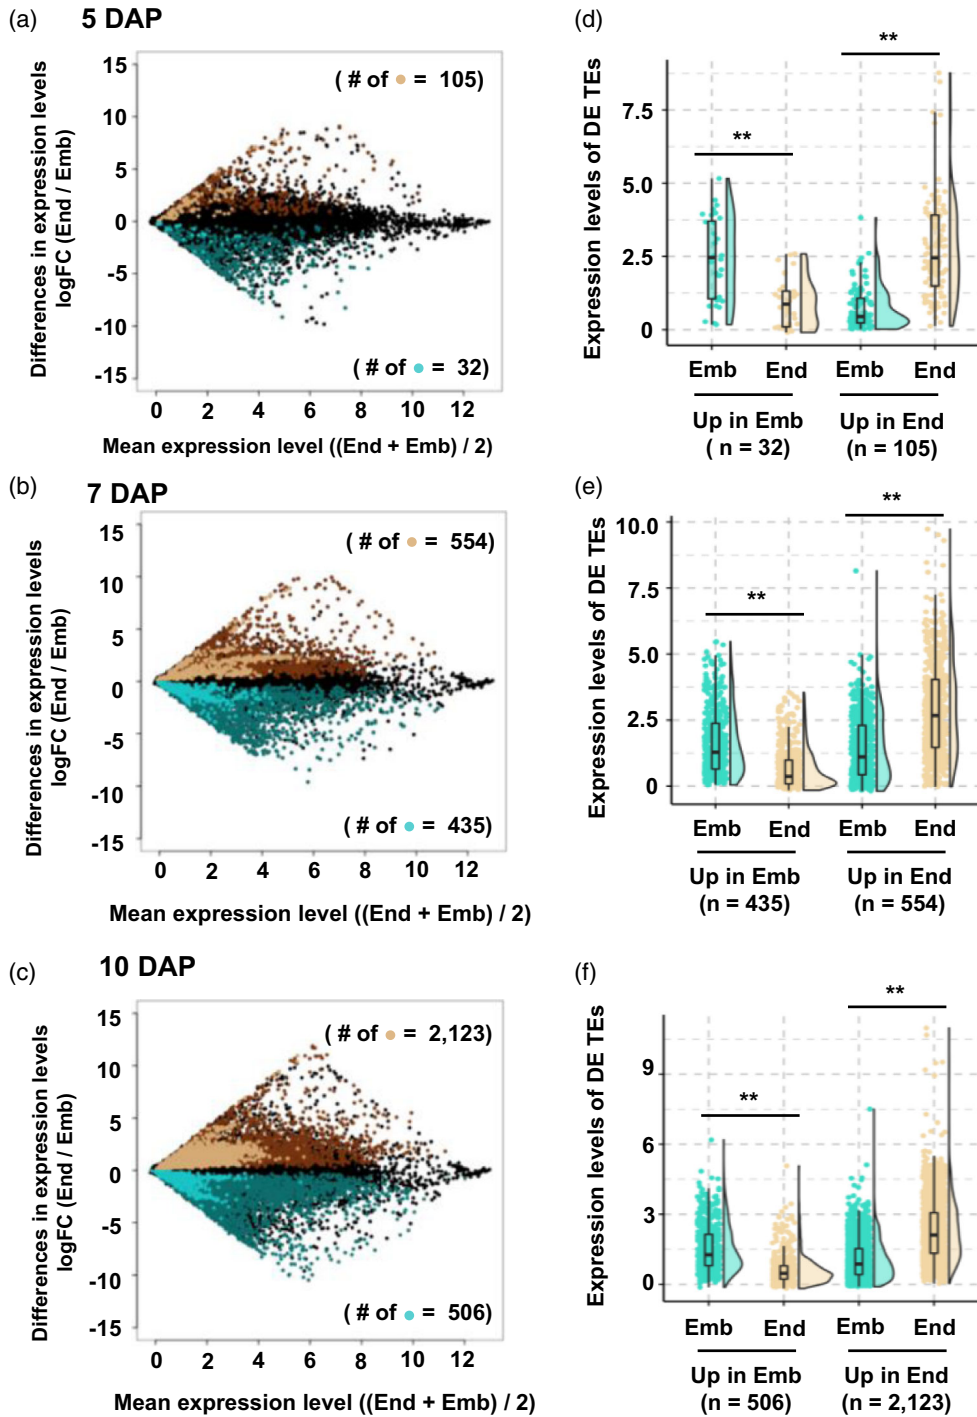 (a) 5 DAP
Differences in expression levels
logFC (End / Emb)
15
10
5
0
-5
-10
-15
( # of ● = 105)
( # of ● = 32)
0 2 4 6 8 10 12
Mean expression level ((End + Emb) / 2)
(d)
Expression levels of DE TEs
7.5
5.0
2.5
0
**
**
Emb End Emb End
Up in Emb Up in End
( n = 32) (n = 105)
(b) 7 DAP
Differences in expression levels
logFC (End / Emb)
15
10
5
0
-5
-10
-15
( # of ● = 554)
( # of ● = 435)
0 2 4 6 8 10 12
Mean expression level ((End + Emb) / 2)
(e)
Expression levels of DE TEs
10.0
7.5
5.0
2.5
0
**
**
Emb End Emb End
Up in Emb Up in End
(n = 435) (n = 554)
(c) 10 DAP
Differences in expression levels
logFC (End / Emb)
15
10
5
0
-5
-10
-15
( # of ● = 2,123)
( # of ● = 506)
0 2 4 6 8 10 12
Mean expression level ((End + Emb) / 2)
(f)
Expression levels of DE TEs
9
6
3
0
**
**
Emb End Emb End
Up in Emb Up in End
(n = 506) (n = 2,123)